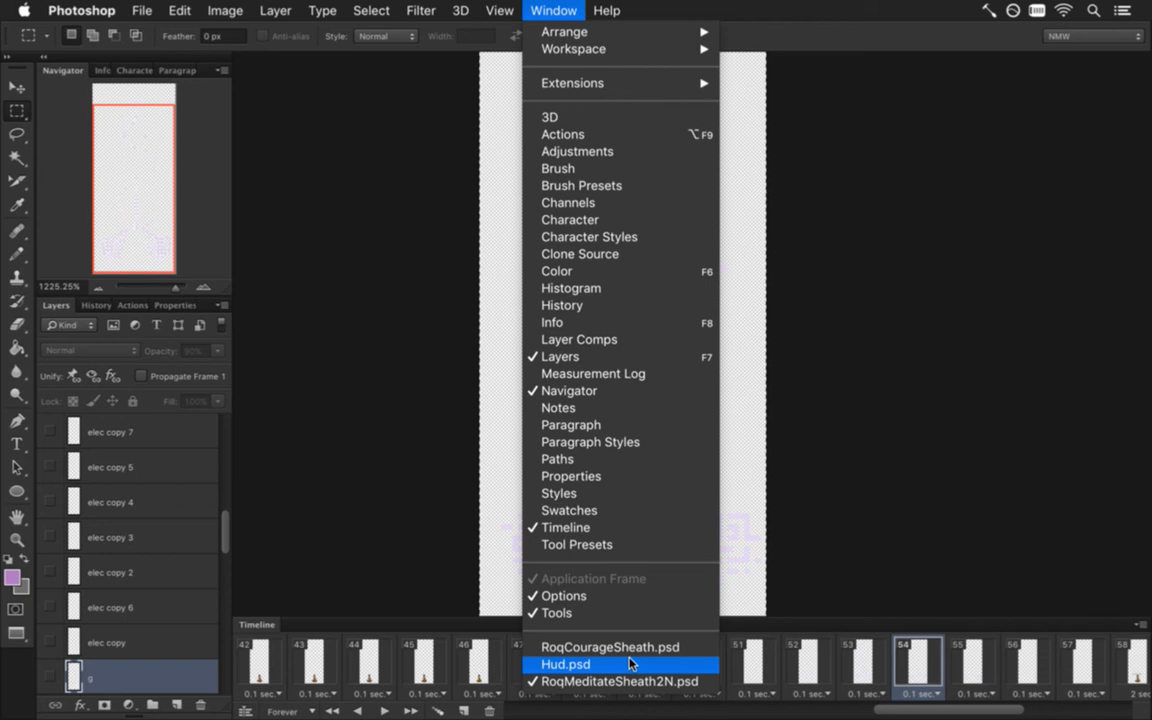 Photoshop File Edit Image Layer Type Select Filter 3D View Window Help
Feather: 0 px Anti-alias Style: Normal Width: NMW
Navigator Info Characte Paragrap
1225.25%
Layers History Actions Properties
Kind
Normal Opacity: 80%
Unify: Propagate Frame 1
Lock: Fill: 100%
elec copy 7
elec copy 5
elec copy 4
elec copy 3
elec copy 2
elec copy 6
elec copy
g
Arrange
Workspace
Extensions
3D
Actions ⌥F9
Adjustments
Brush
Brush Presets
Channels
Character
Character Styles
Clone Source
Color F6
Histogram
History
Info F8
Layer Comps
Layers F7
Measurement Log
Navigator
Notes
Paragraph
Paragraph Styles
Paths
Properties
Styles
Swatches
Timeline
Tool Presets
Application Frame
Options
Tools
RoqCourageSheath.psd
Hud.psd
RoqMeditateSheath2N.psd
Timeline
42 43 44 45 46 51 52 53 54 55 56 57 58
0.1 sec. 0.1 sec. 0.1 sec. 0.1 sec. 0.1 sec. 0.1 sec. 0.1 sec. 0.1 sec. 0.1 sec. 0.1 sec. 0.1 sec. 0.1 sec. 2 sec
Forever